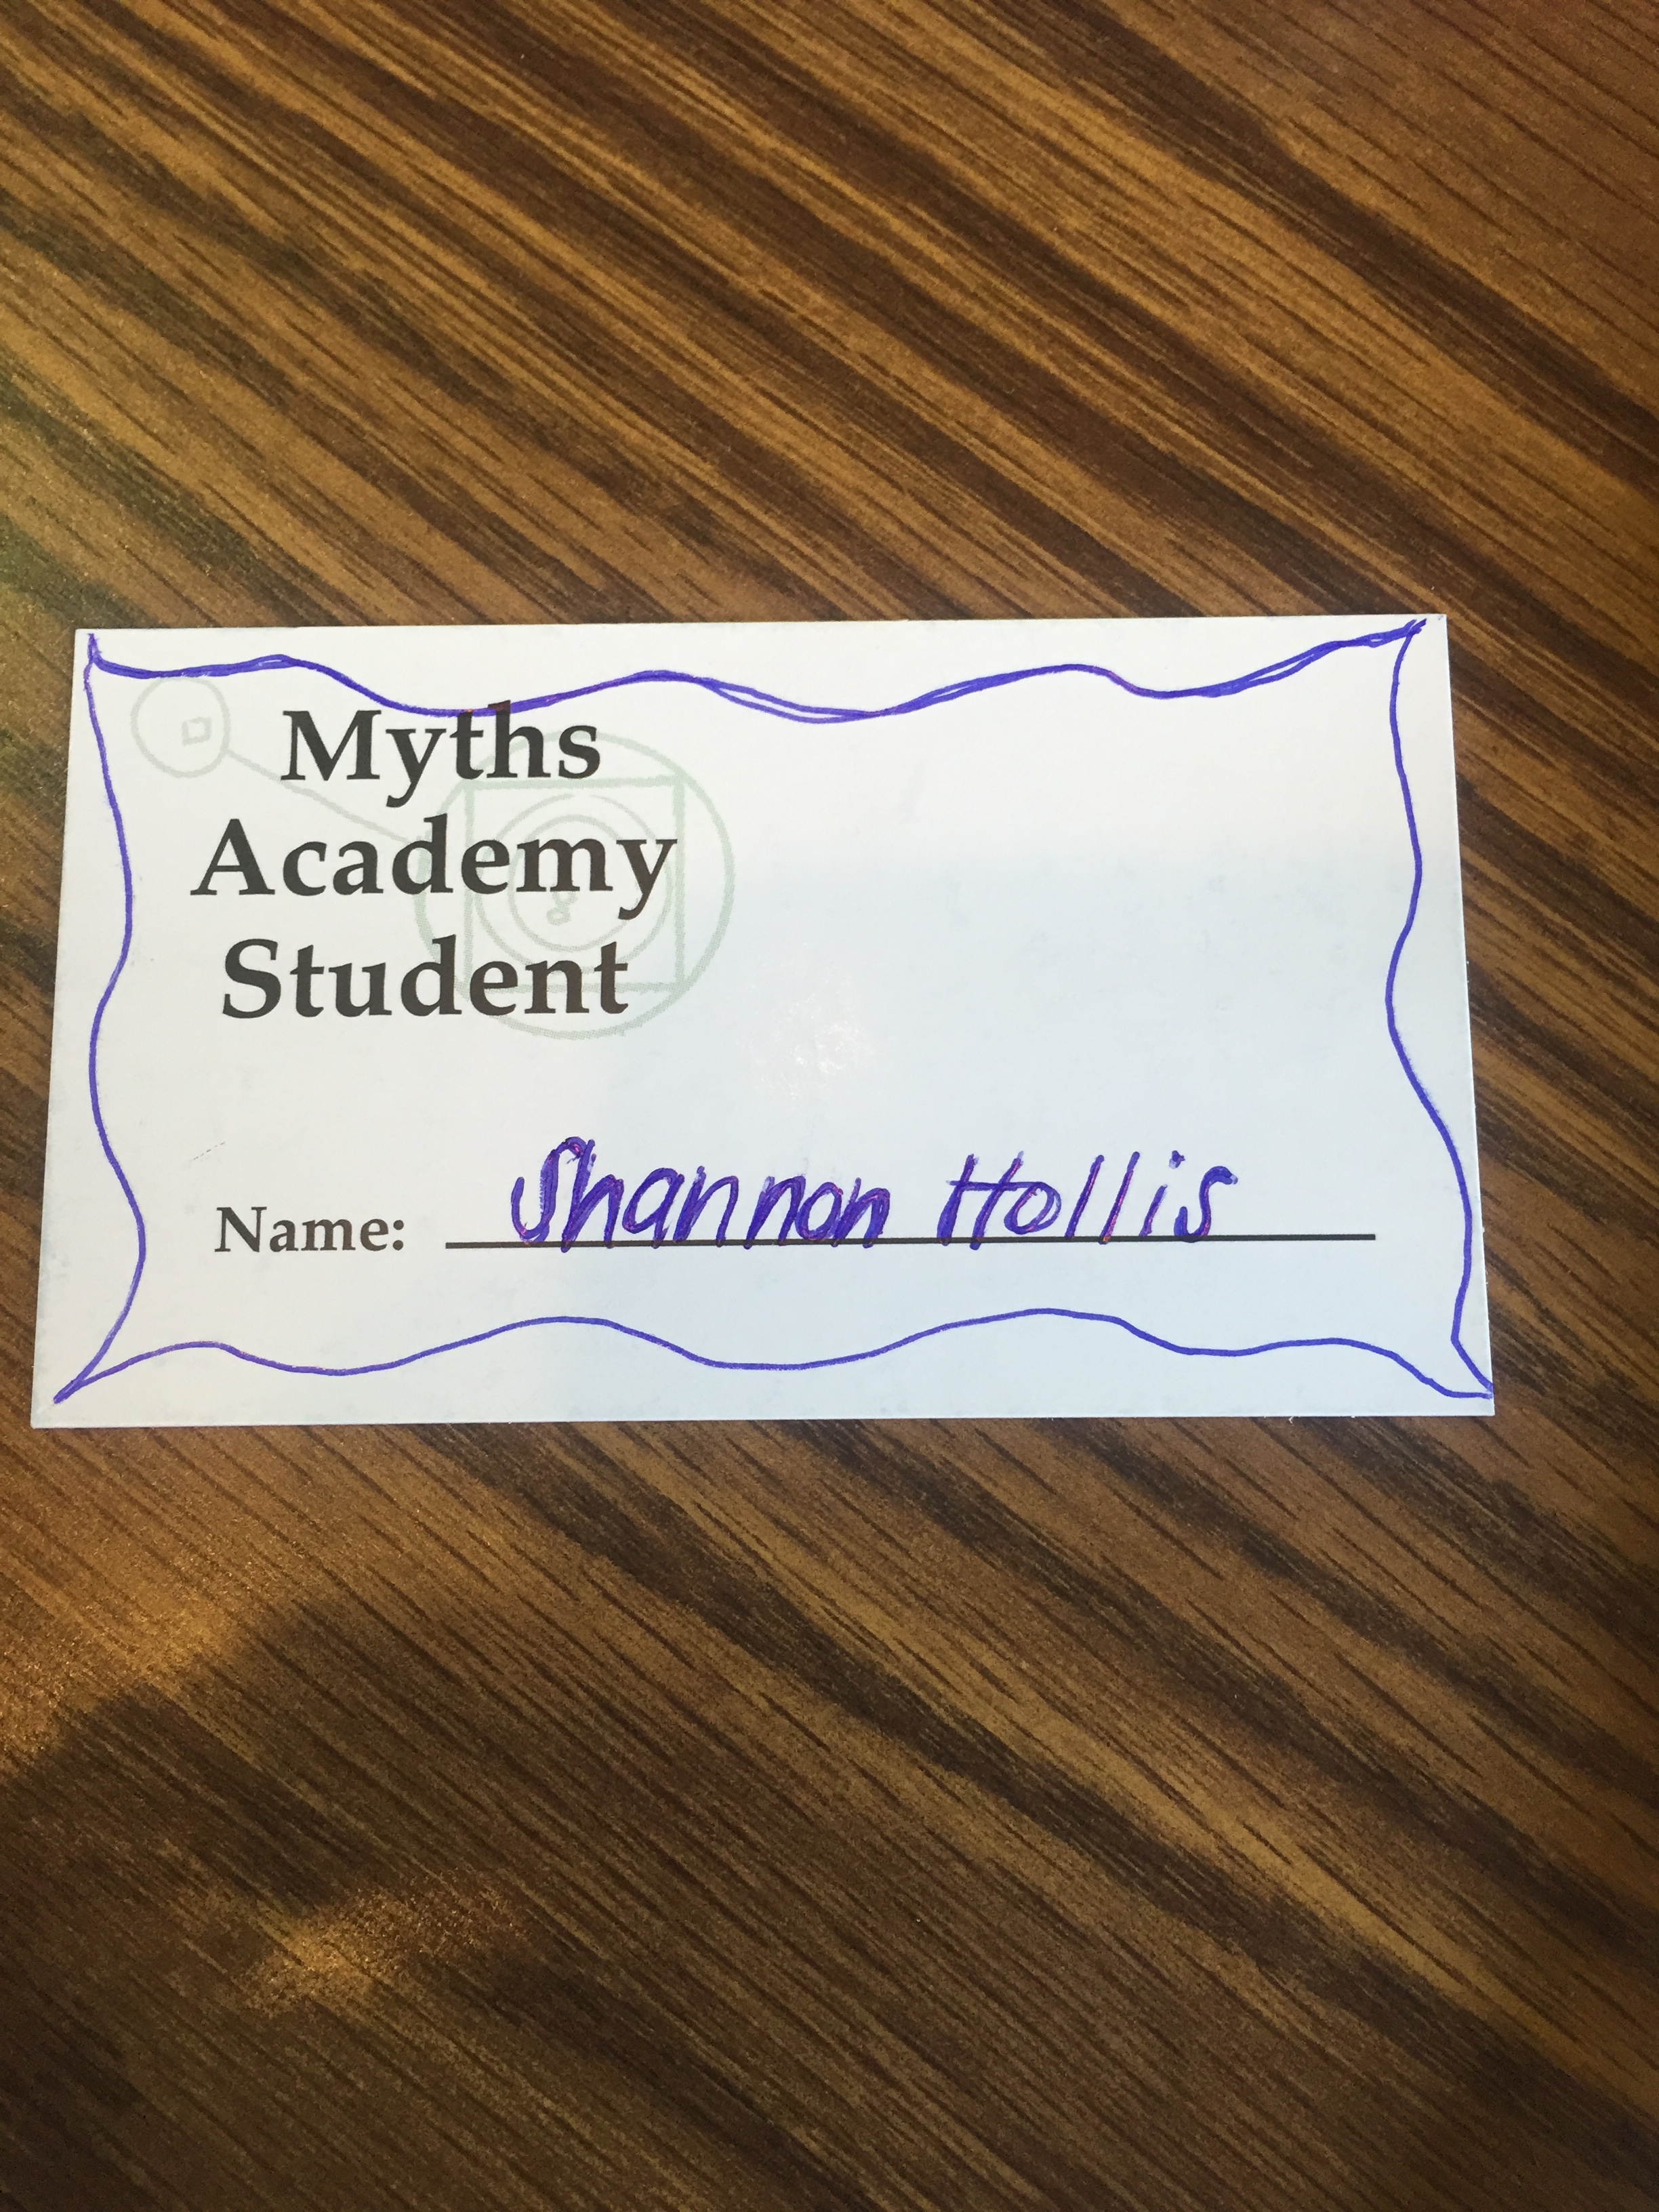 Myths
Academy
Student
Name: Shannon Hollis